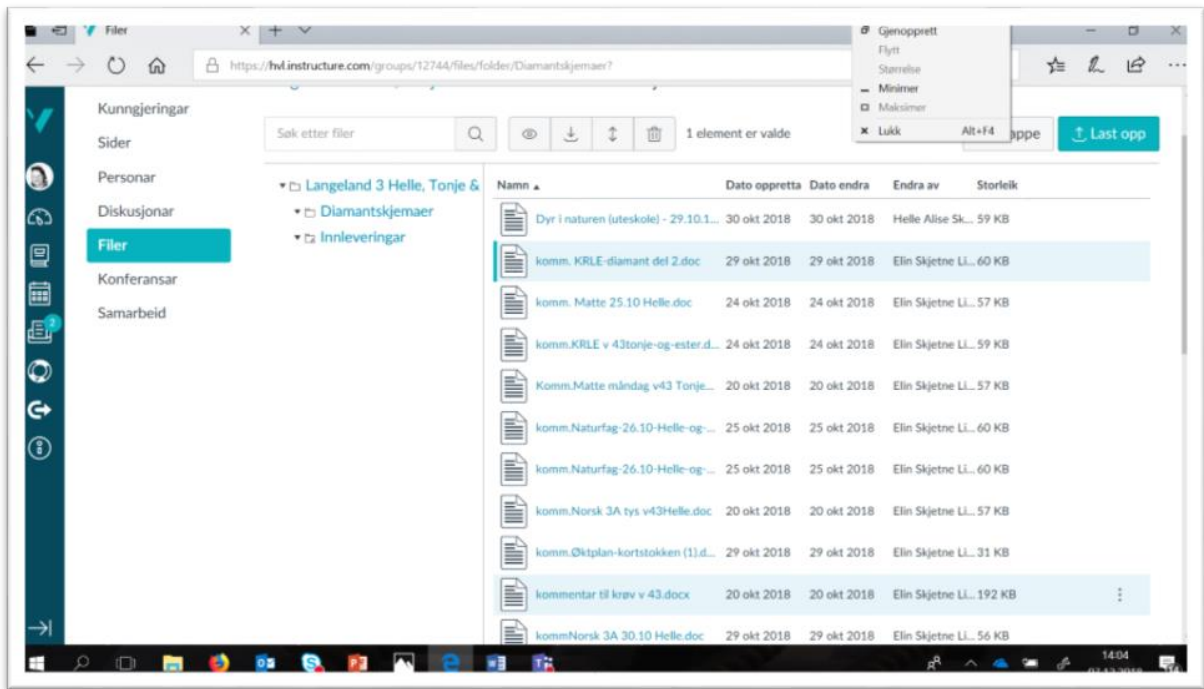 Filer
Gjenopprett
Flytt
Størrelse
Minimer
Maksimer
Lukk Alt+F4
https://hvl.instructure.com/groups/12744/files/folder/Diamantskjemaer?
Kunngjeringar
Sider
Personar
Diskusjonar
Filer
Konferansar
Samarbeid
2
Søk etter filer
1 element er valde
appe
Last opp
Langeland 3 Helle, Tonje &
Diamantskjemaer
Innleveringar
Namn Dato oppretta Dato endra Endra av Storleik
Dyr i naturen (uteskole) - 29.10.1... 30 okt 2018 30 okt 2018 Helle Alise Sk... 59 KB
komm. KRLE-diamant del 2.doc 29 okt 2018 29 okt 2018 Elin Skjetne Li... 60 KB
komm. Matte 25.10 Helle.doc 24 okt 2018 24 okt 2018 Elin Skjetne Li... 57 KB
komm.KRLE v 43tonje-og-ester.d... 24 okt 2018 24 okt 2018 Elin Skjetne Li... 59 KB
Komm.Matte måndag v43 Tonje... 20 okt 2018 20 okt 2018 Elin Skjetne Li... 57 KB
komm.Naturfag-26.10-Helle-og-... 25 okt 2018 25 okt 2018 Elin Skjetne Li... 60 KB
komm.Naturfag-26.10-Helle-og-... 25 okt 2018 25 okt 2018 Elin Skjetne Li... 60 KB
komm.Norsk 3A tys v43Helle.doc 20 okt 2018 20 okt 2018 Elin Skjetne Li... 57 KB
komm.Øktplan-kortstokken (1).d... 29 okt 2018 29 okt 2018 Elin Skjetne Li... 31 KB
kommentar til krøv v 43.docx 20 okt 2018 20 okt 2018 Elin Skjetne Li... 192 KB
kommNorsk 3A 30.10 Helle.doc 29 okt 2018 29 okt 2018 Elin Skjetne Li... 56 KB
14:04